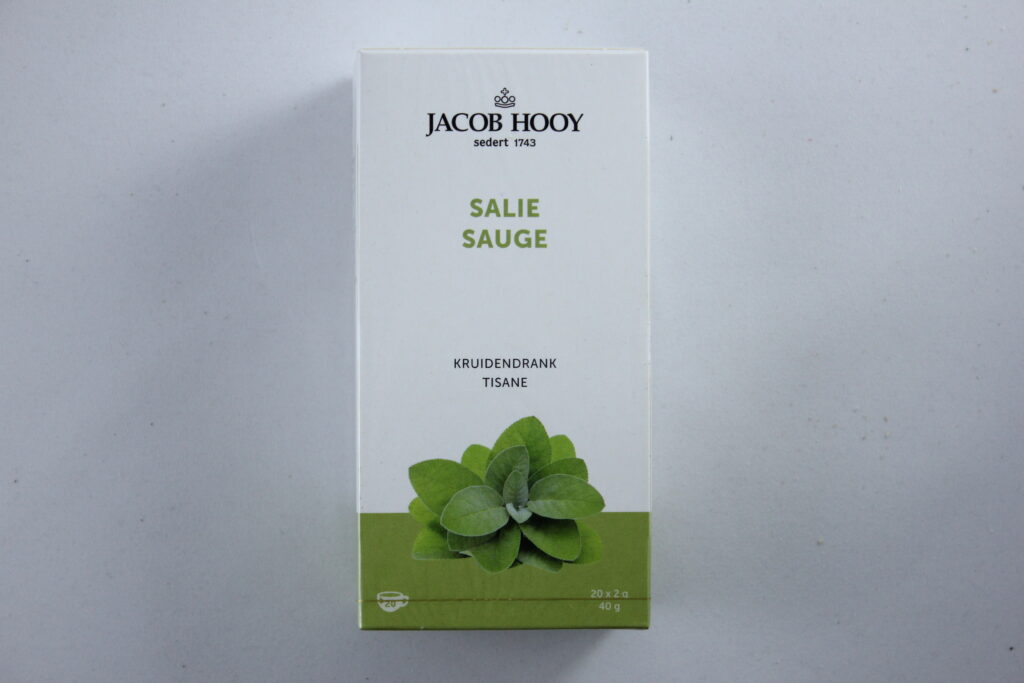 JACOB HOOY
sedert 1743
SALIE
SAUGE
KRUIDENDRANK
TISANE
20
20 x 2 g
40 g